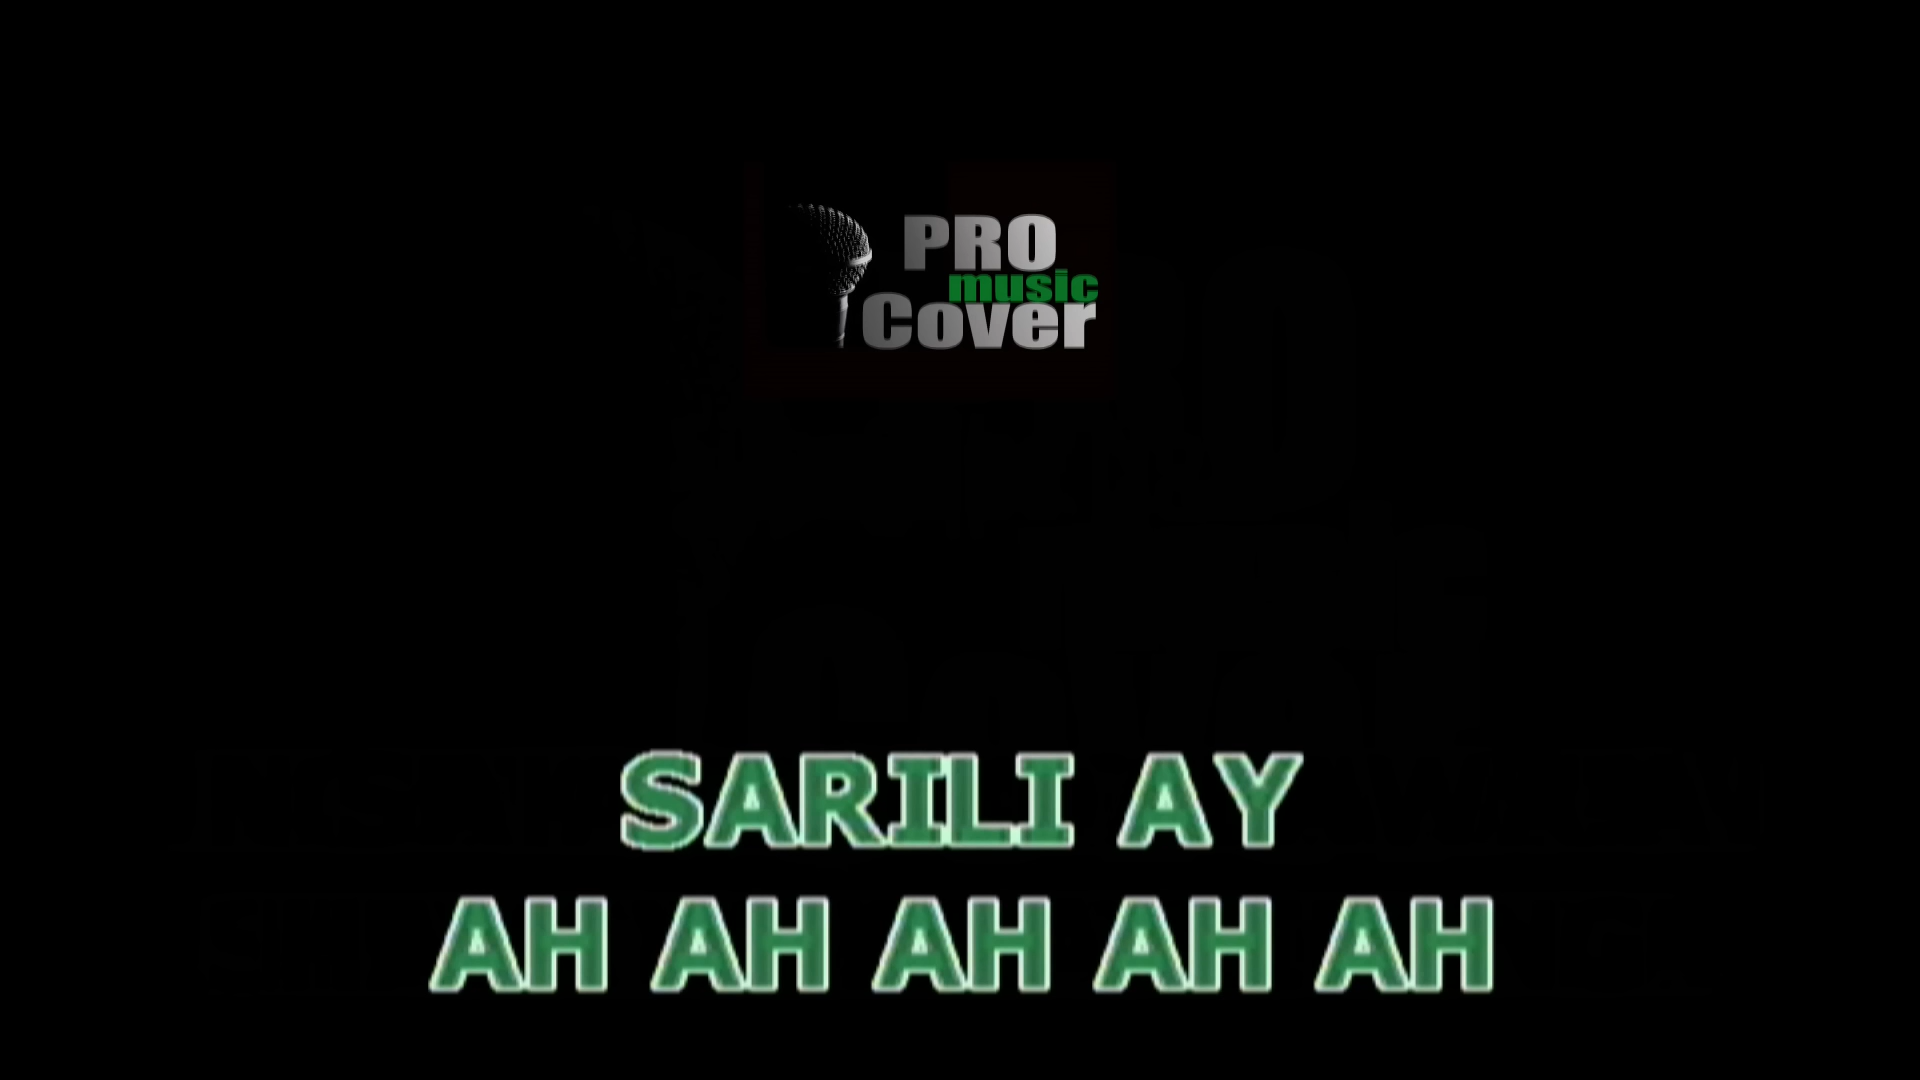 PRO
music
Cover
SARILI AY
AH AH AH AH AH